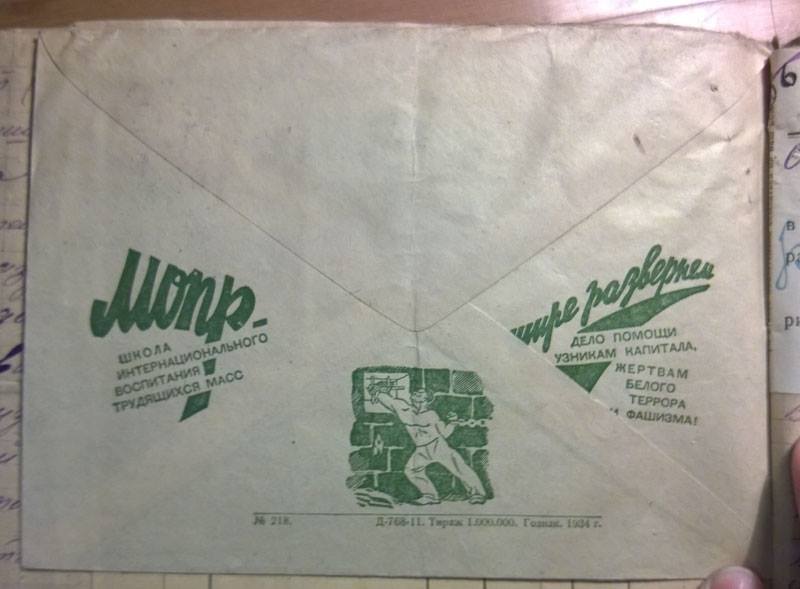 Мопр-
ШКОЛА
ИНТЕРНАЦИОНАЛЬНОГО
ВОСПИТАНИЯ
ТРУДЯЩИХСЯ МАСС
!
шире развернем
ДЕЛО ПОМОЩИ
УЗНИКАМ КАПИТАЛА,
ЖЕРТВАМ
БЕЛОГО
ТЕРРОРА
И ФАШИЗМА!
№ 218. Д-768-11. Тираж 1.000.000. Гознак. 1934 г.